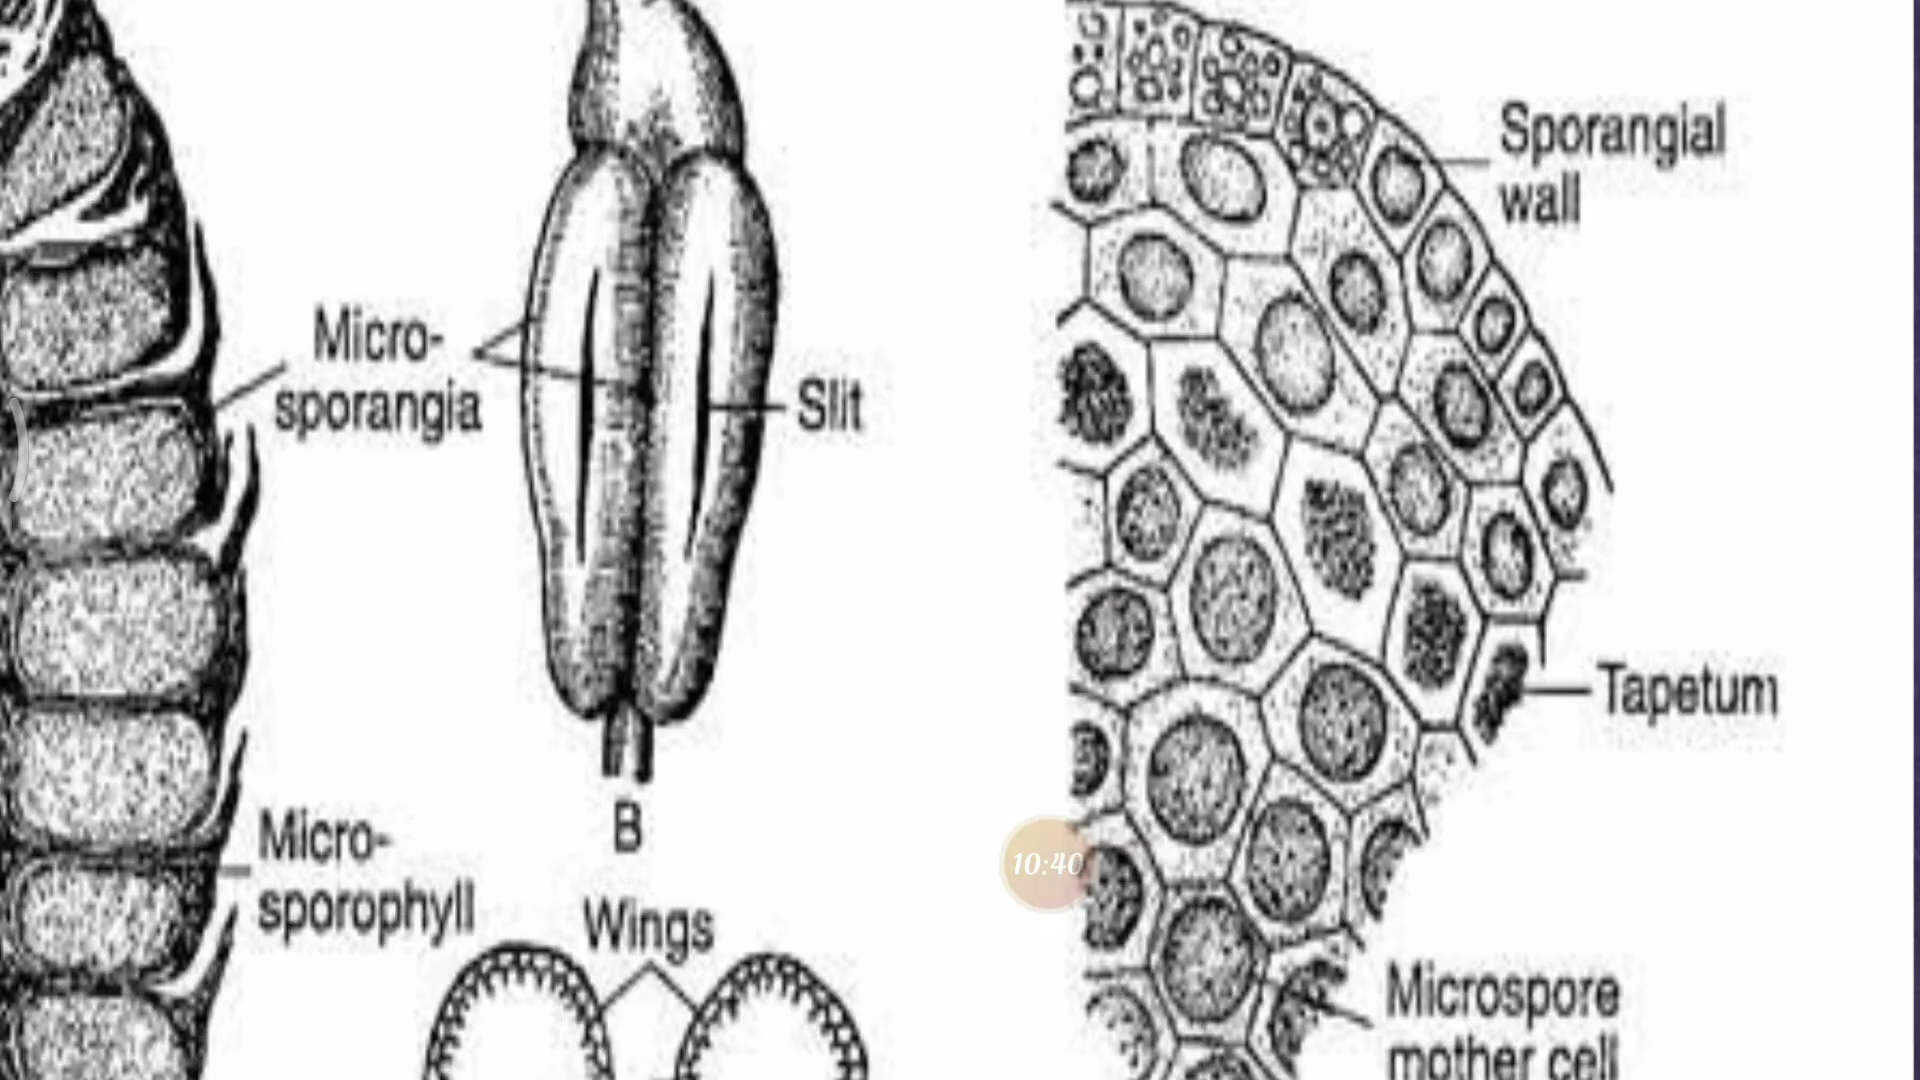 Sporangial
wall
Micro-
sporangia
Slit
Tapetum
B
10:40
Micro-
sporophyll
Wings
Microspore
mother cell